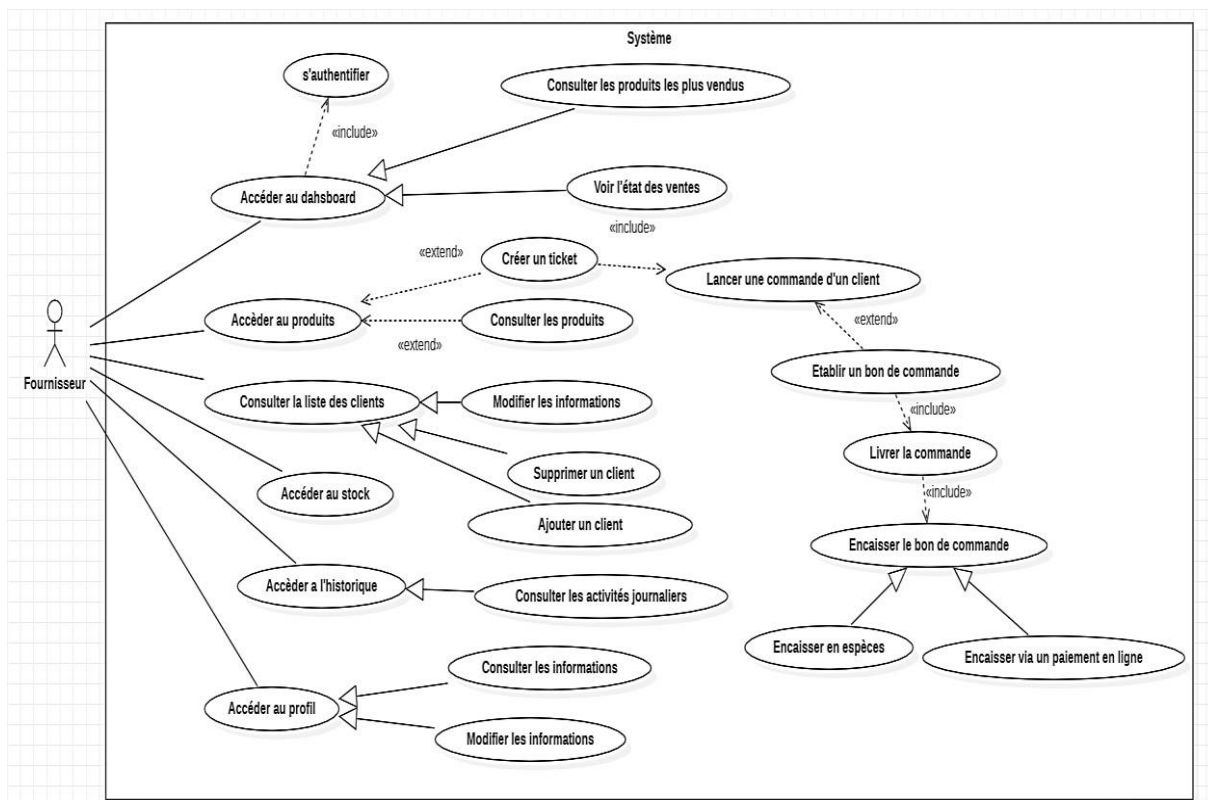 Système
s'authentifier
Consulter les produits les plus vendus
«include»
Accéder au dahsboard
Voir l'état des ventes
«include»
«extend»
Créer un ticket
Lancer une commande d'un client
Accèder au produits
Consulter les produits
«extend»
«extend»
Fournisseur
Etablir un bon de commande
Consulter la liste des clients
Modifier les informations
«include»
Livrer la commande
Supprimer un client
Accéder au stock
«include»
Ajouter un client
Encaisser le bon de commande
Accèder a l'historique
Consulter les activités journaliers
Encaisser en espèces
Encaisser via un paiement en ligne
Consulter les informations
Accéder au profil
Modifier les informations